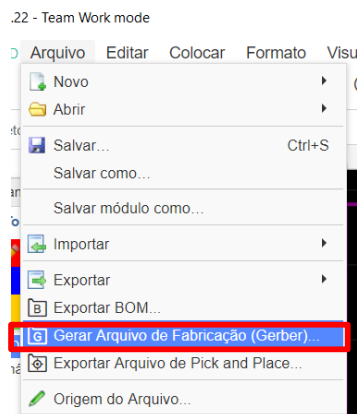 .22 - Team Work mode
Arquivo Editar Colocar Formato Visu
Novo
Abrir
Salvar... Ctrl+S
Salvar como...
Salvar módulo como...
Importar
Exportar
B Exportar BOM...
G Gerar Arquivo de Fabricação (Gerber)...
Exportar Arquivo de Pick and Place...
Origem do Arquivo...